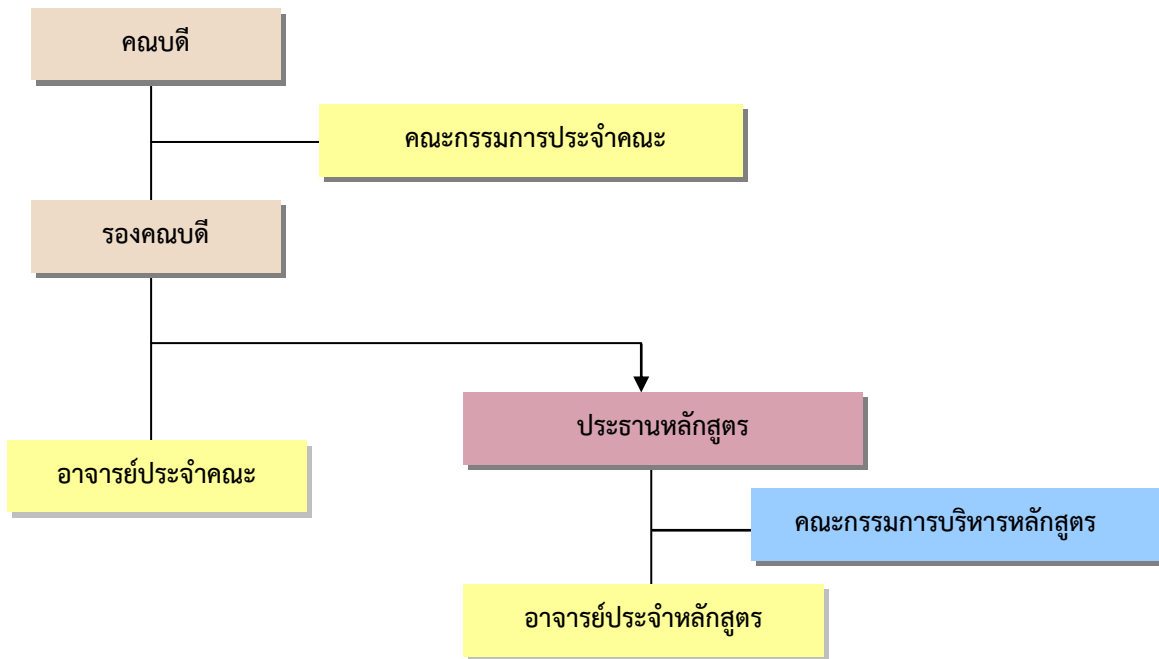 คณบดี
คณะกรรมการประจำคณะ
รองคณบดี
ประธานหลักสูตร
อาจารย์ประจำคณะ
คณะกรรมการบริหารหลักสูตร
อาจารย์ประจำหลักสูตร